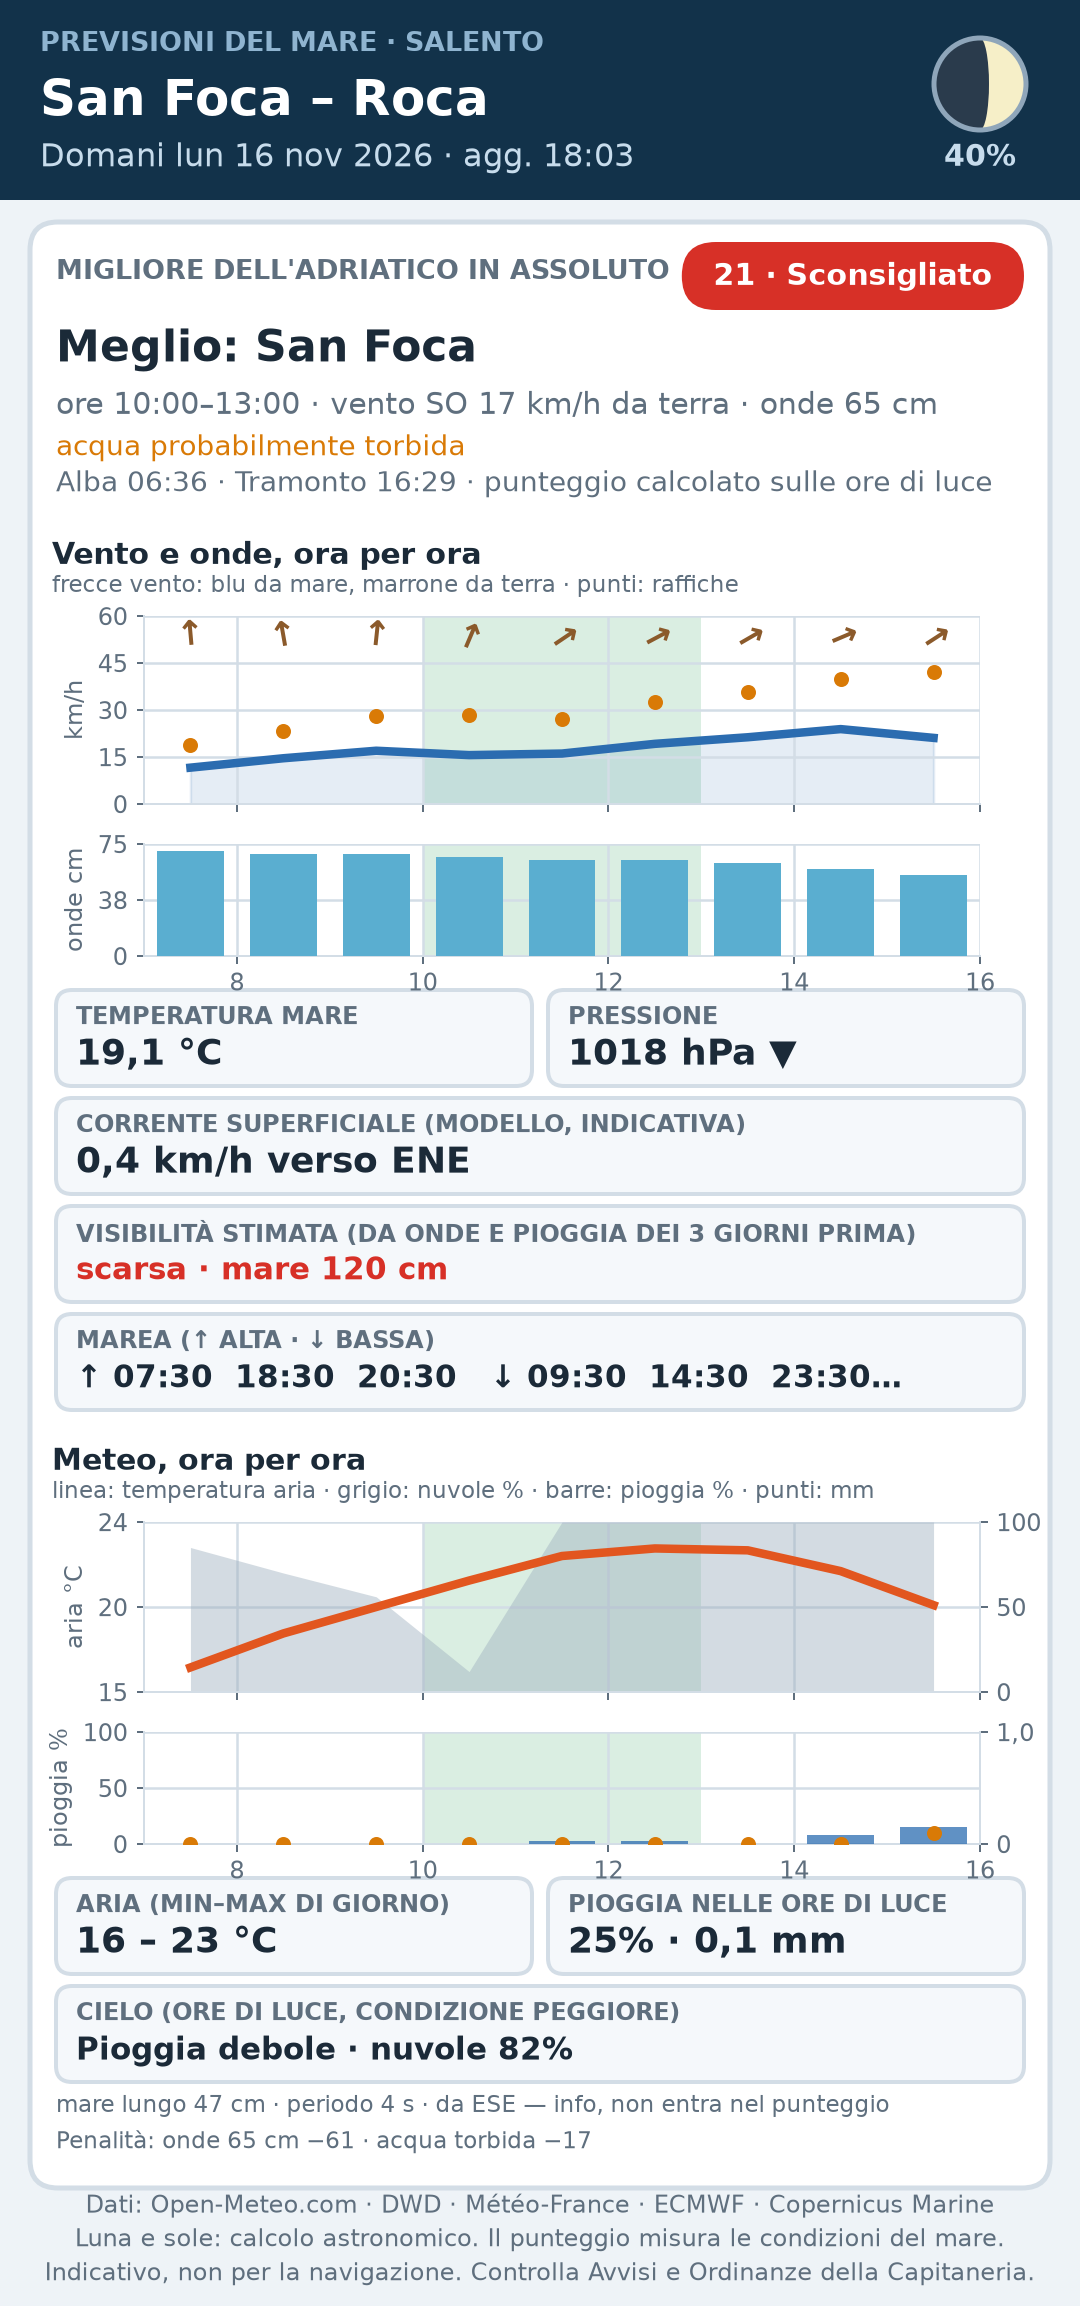 PREVISIONI DEL MARE · SALENTO
San Foca – Roca
Domani lun 16 nov 2026 · agg. 18:03
40%
MIGLIORE DELL'ADRIATICO IN ASSOLUTO
21 · Sconsigliato
Meglio: San Foca
ore 10:00–13:00 · vento SO 17 km/h da terra · onde 65 cm
acqua probabilmente torbida
Alba 06:36 · Tramonto 16:29 · punteggio calcolato sulle ore di luce
Vento e onde, ora per ora
frecce vento: blu da mare, marrone da terra · punti: raffiche
60
45
30
15
0
km/h
75
38
0
onde cm
8 10 12 14 16
TEMPERATURA MARE
19,1 °C
PRESSIONE
1018 hPa ▼
CORRENTE SUPERFICIALE (MODELLO, INDICATIVA)
0,4 km/h verso ENE
VISIBILITÀ STIMATA (DA ONDE E PIOGGIA DEI 3 GIORNI PRIMA)
scarsa · mare 120 cm
MAREA (↑ ALTA · ↓ BASSA)
↑ 07:30 18:30 20:30 ↓ 09:30 14:30 23:30…
Meteo, ora per ora
linea: temperatura aria · grigio: nuvole % · barre: pioggia % · punti: mm
24
20
15
aria °C
100
50
0
100
50
0
pioggia %
1,0
0
8 10 12 14 16
ARIA (MIN–MAX DI GIORNO)
16 – 23 °C
PIOGGIA NELLE ORE DI LUCE
25% · 0,1 mm
CIELO (ORE DI LUCE, CONDIZIONE PEGGIORE)
Pioggia debole · nuvole 82%
mare lungo 47 cm · periodo 4 s · da ESE — info, non entra nel punteggio
Penalità: onde 65 cm −61 · acqua torbida −17
Dati: Open-Meteo.com · DWD · Météo-France · ECMWF · Copernicus Marine
Luna e sole: calcolo astronomico. Il punteggio misura le condizioni del mare.
Indicativo, non per la navigazione. Controlla Avvisi e Ordinanze della Capitaneria.